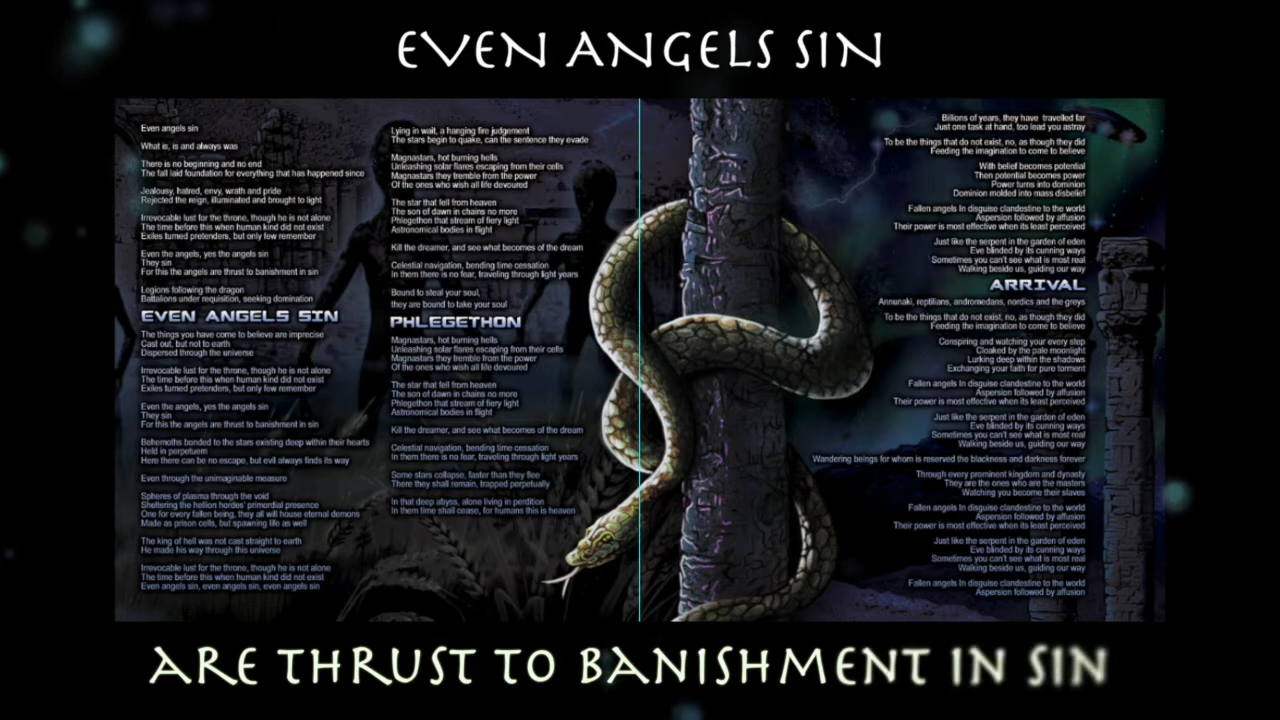 EVEN ANGELS SIN
Even angels sin
What is, is and always was
There is no beginning and no end
The fall laid foundation for everything that has happened since
Jealousy, hatred, envy, wrath and pride
Rejected the reign, illuminated and brought to light
Irrevocable lust for the throne, though he is not alone
The time before this when human kind did not exist
Exiles turned pretenders, but only few remember
Even the angels, yes the angels sin
They sin
For this the angels are thrust to banishment in sin
Legions following the dragon
Battalions under requisition, seeking domination
EVEN ANGELS SIN
The things you have come to believe are imprecise
Cast out, but not to earth
Dispersed through the universe
Irrevocable lust for the throne, though he is not alone
The time before this when human kind did not exist
Exiles turned pretenders, but only few remember
Even the angels, yes the angels sin
They sin
For this the angels are thrust to banishment in sin
Behemoths bonded to the stars existing deep within their hearts
Held in perpetuem
Here there can be no escape, but evil always finds its way
Even through the unimaginable measure
Spheres of plasma through the void
Sheltering the hellion hordes' primordial presence
One for every fallen being, they all will house eternal demons
Made as prison cells, but spawning life as well
The king of hell was not cast straight to earth
He made his way through this universe
Irrevocable lust for the throne, though he is not alone
The time before this when human kind did not exist
Even angels sin, even angels sin, even angels sin
Lying in wait, a hanging fire judgement
The stars begin to quake, can the sentence they evade
Magnastars, hot burning hells
Unleashing solar flares escaping from their cells
Magnastars they tremble from the power
Of the ones who wish all life devoured
The star that fell from heaven
The son of dawn in chains no more
Phlegethon that stream of fiery light
Astronomical bodies in flight
Kill the dreamer, and see what becomes of the dream
Celestial navigation, bending time cessation
In them there is no fear, traveling through light years
Bound to steal your soul,
they are bound to take your soul
PHLEGETHON
Magnastars, hot burning hells
Unleashing solar flares escaping from their cells
Magnastars they tremble from the power
Of the ones who wish all life devoured
The star that fell from heaven
The son of dawn in chains no more
Phlegethon that stream of fiery light
Astronomical bodies in flight
Kill the dreamer, and see what becomes of the dream
Celestial navigation, bending time cessation
In them there is no fear, traveling through light years
Some stars collapse, faster than they flee
There they shall remain, trapped perpetually
In that deep abyss, alone living in perdition
In them time shall cease, for humans this is heaven
Billions of years, they have travelled far
Just one task at hand, too lead you astray
To be the things that do not exist, no, as though they did
Feeding the imagination to come to believe
With belief becomes potential
Then potential becomes power
Power turns into dominion
Dominion molded into mass disbelief
Fallen angels In disguise clandestine to the world
Aspersion followed by affusion
Their power is most effective when its least perceived
Just like the serpent in the garden of eden
Eve blinded by its cunning ways
Sometimes you can't see what is most real
Walking beside us, guiding our way
ARRIVAL
Annunaki, reptilians, andromedans, nordics and the greys
To be the things that do not exist, no, as though they did
Feeding the imagination to come to believe
Conspiring and watching your every step
Cloaked by the pale moonlight
Lurking deep within the shadows
Exchanging your faith for pure torment
Fallen angels In disguise clandestine to the world
Aspersion followed by affusion
Their power is most effective when its least perceived
Just like the serpent in the garden of eden
Eve blinded by its cunning ways
Sometimes you can't see what is most real
Walking beside us, guiding our way
Wandering beings for whom is reserved the blackness and darkness forever
Through every prominent kingdom and dynasty
They are the ones who are the masters
Watching you become their slaves
Fallen angels In disguise clandestine to the world
Aspersion followed by affusion
Their power is most effective when its least perceived
Just like the serpent in the garden of eden
Eve blinded by its cunning ways
Sometimes you can't see what is most real
Walking beside us, guiding our way
Fallen angels In disguise clandestine to the world
Aspersion followed by affusion
ARE THRUST TO BANISHMENT IN SIN